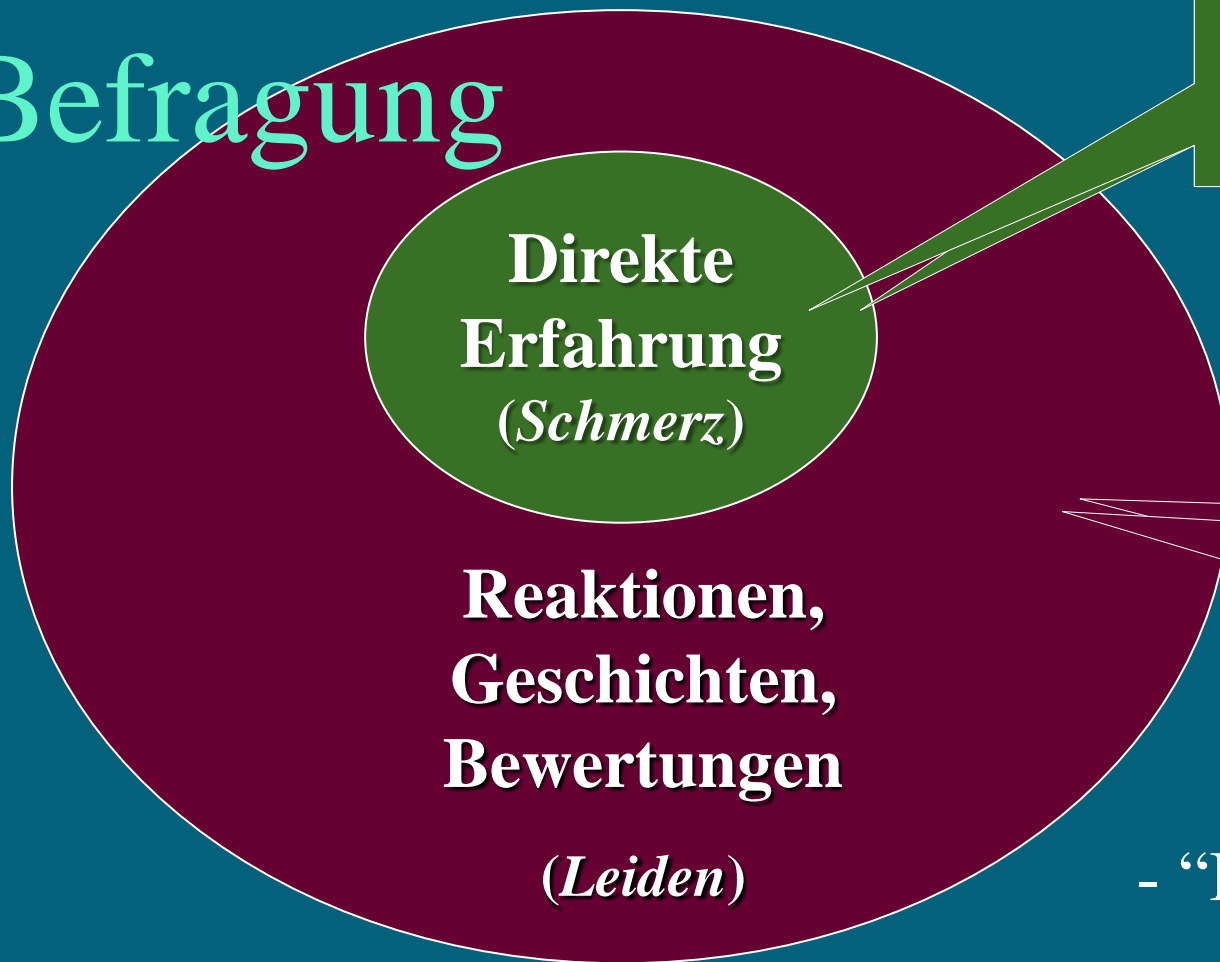 Befragung
Direkte
Erfahrung
(Schmerz)
Reaktionen,
Geschichten,
Bewertungen
(Leiden)
- “